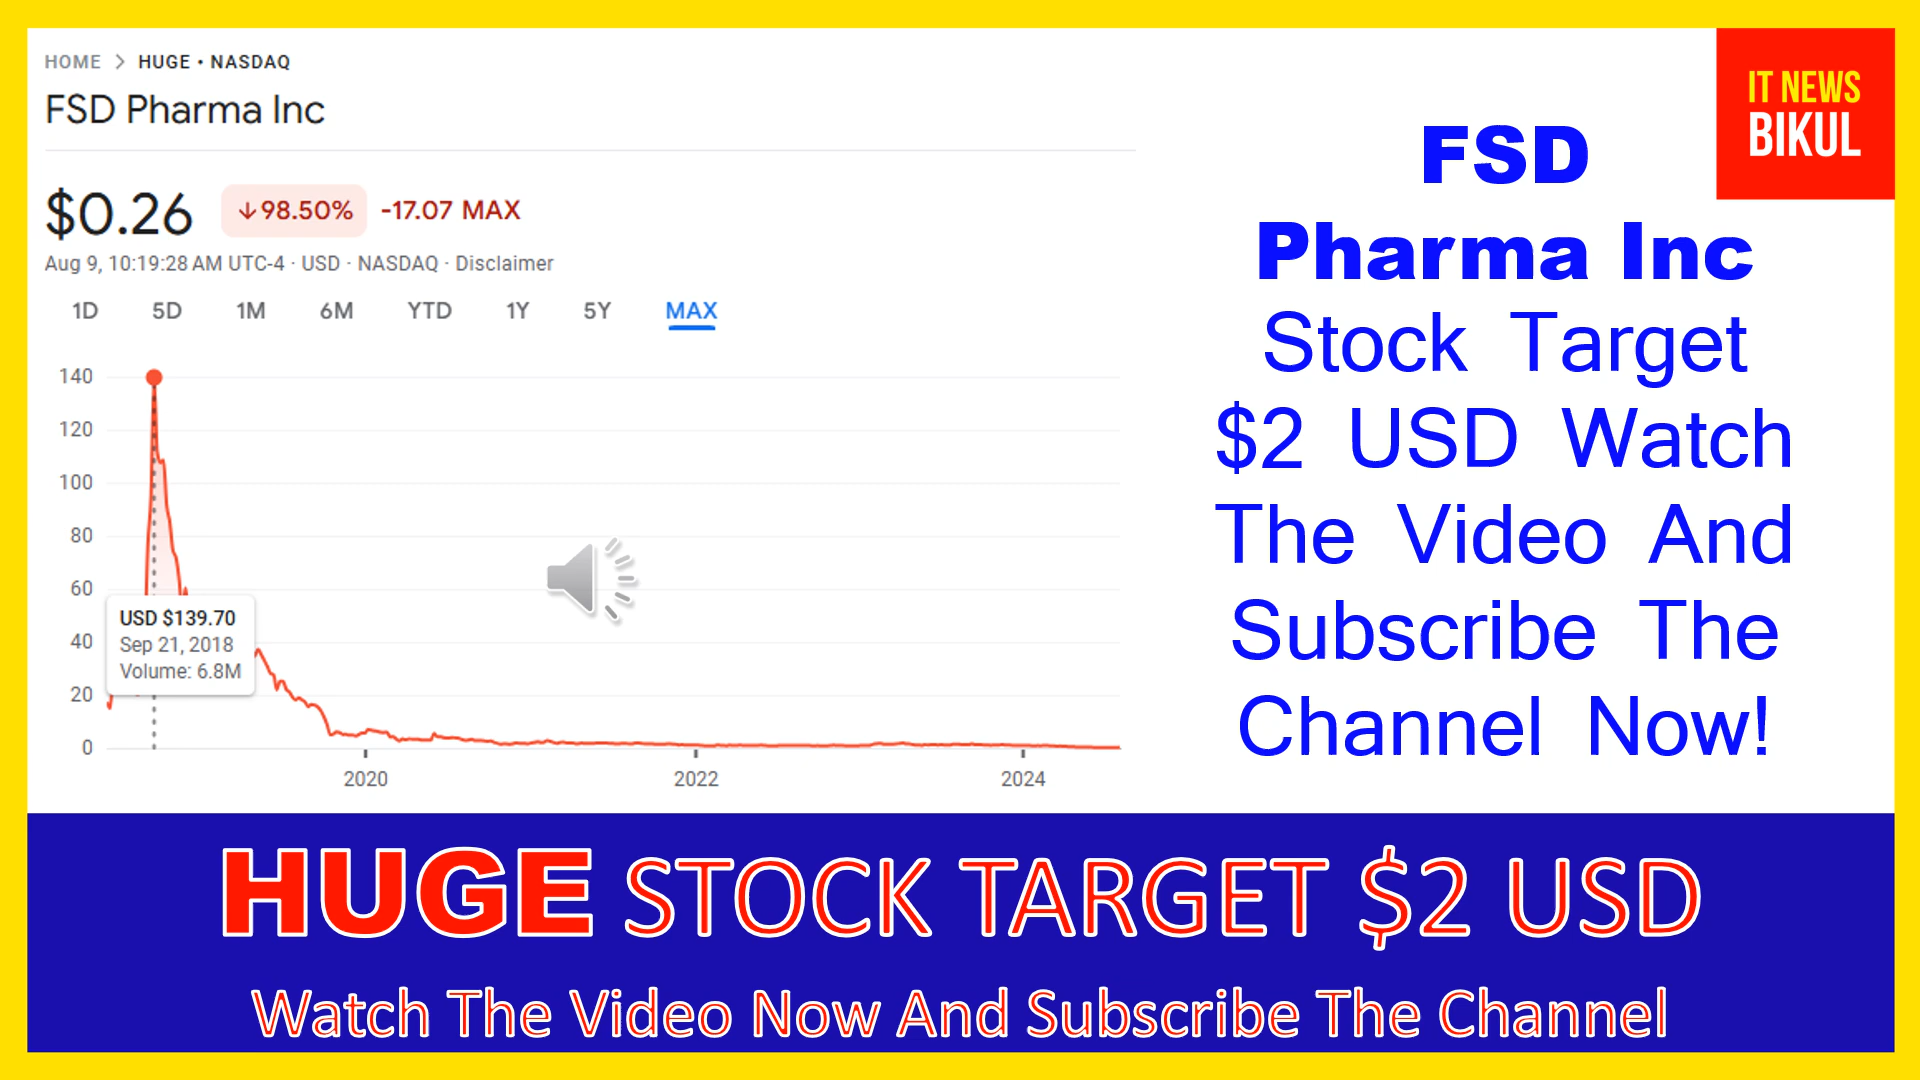 HOME > HUGE • NASDAQ
FSD Pharma Inc
$0.26 ↓98.50% -17.07 MAX
Aug 9, 10:19:28 AM UTC-4 · USD · NASDAQ · Disclaimer
1D 5D 1M 6M YTD 1Y 5Y MAX
140
120
100
80
60
40
20
0
USD $139.70
Sep 21, 2018
Volume: 6.8M
2020 2022 2024
IT NEWS
BIKUL
FSD
Pharma Inc
Stock Target
$2 USD Watch
The Video And
Subscribe The
Channel Now!
HUGE STOCK TARGET $2 USD
Watch The Video Now And Subscribe The Channel